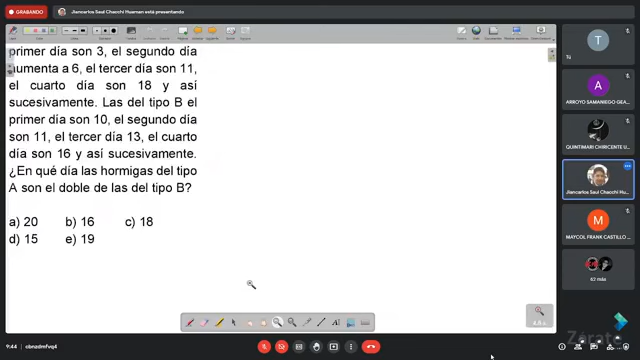 GRABANDO
Jiancarlos Saul Chacchi Huaman está presentando
primer día son 3, el segundo día
aumenta a 6, el tercer día son 11,
el cuarto día son 18 y así
sucesivamente. Las del tipo B el
primer día son 10, el segundo día
son 11, el tercer día 13, el cuarto
día son 16 y así sucesivamente.
¿En qué día las hormigas del tipo
A son el doble de las del tipo B?
a) 20 b) 16 c) 18
d) 15 e) 19
T
Tú
A
ARROYO SAMANIEGO GEA...
QUINTIMARI CHIRICENTE U...
Jiancarlos Saul Chacchi Hua...
M
MAYCOL FRANK CASTILLO ...
62 más
9:44 | cbnzdmfvq4
Zárate